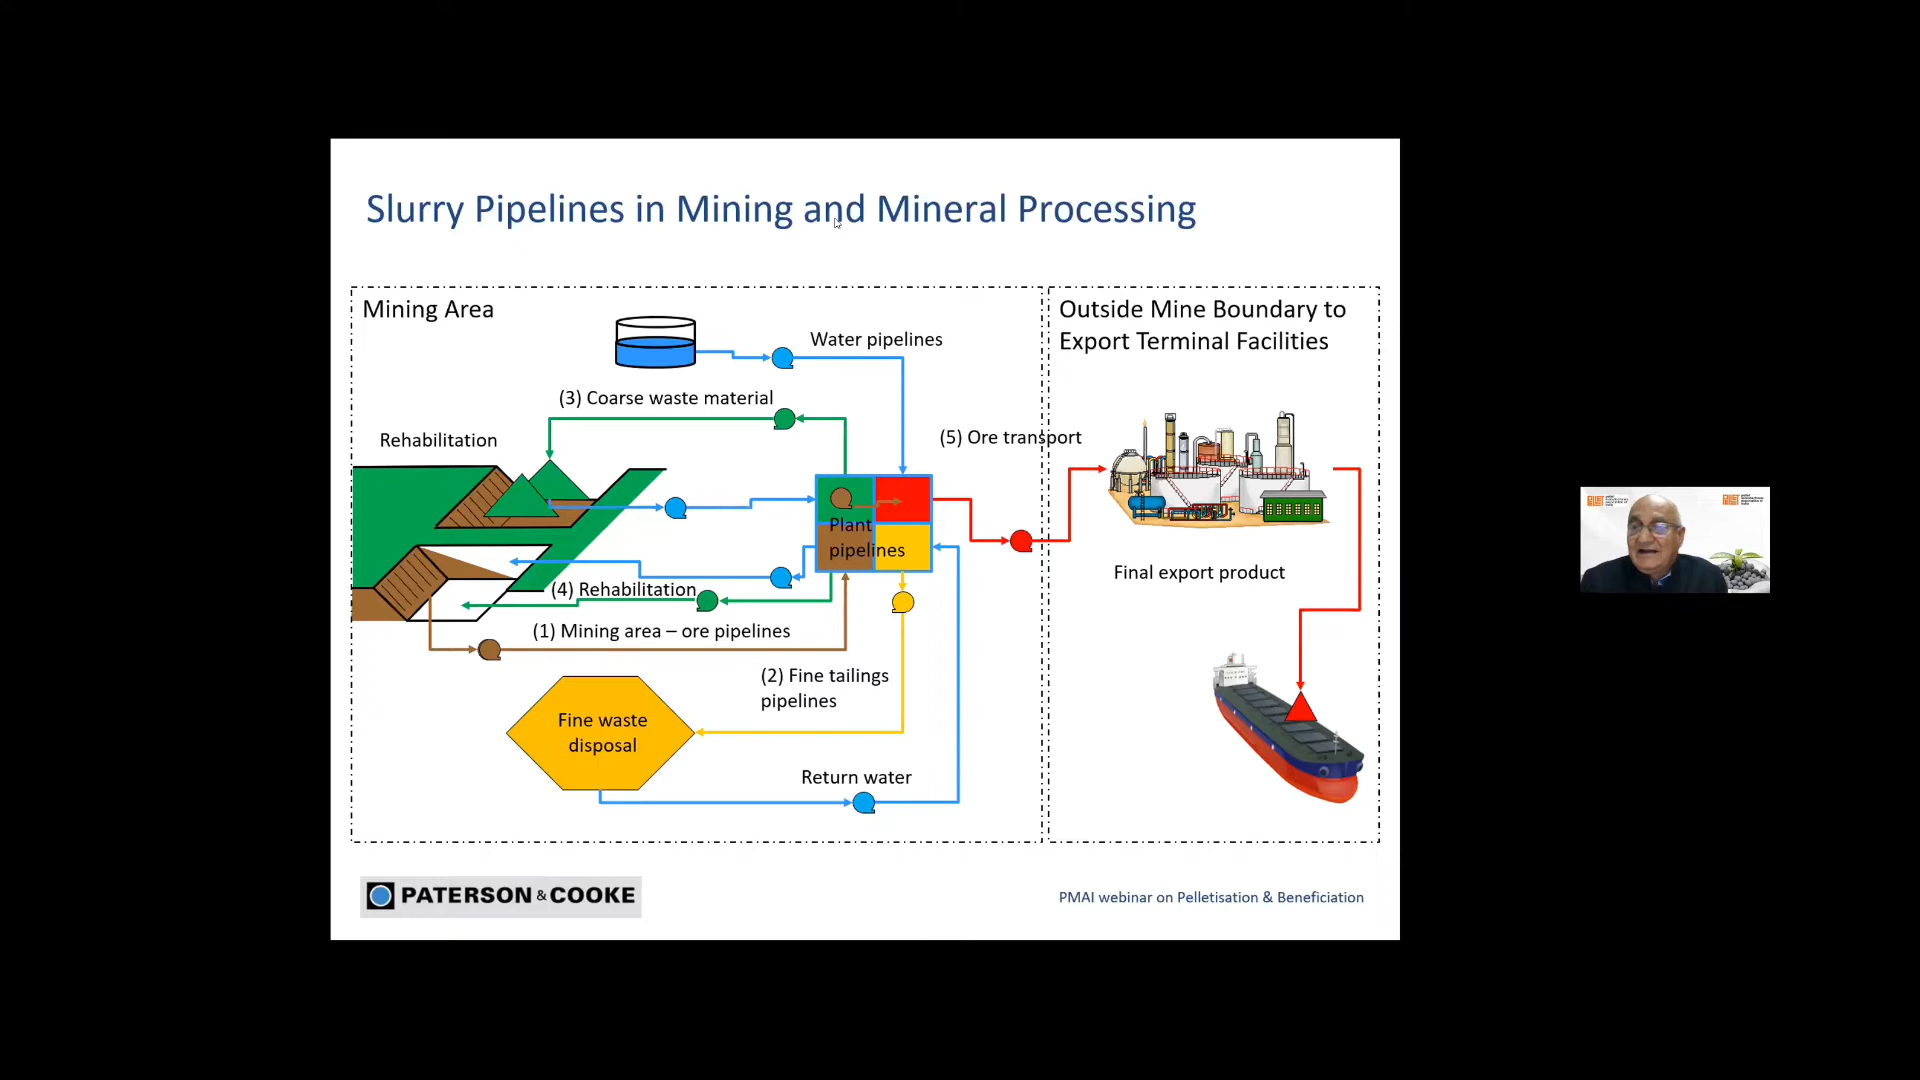 Slurry Pipelines in Mining and Mineral Processing
Mining Area
Outside Mine Boundary to
Export Terminal Facilities
Water pipelines
(3) Coarse waste material
Rehabilitation
(5) Ore transport
Plant
pipelines
Final export product
(4) Rehabilitation
(1) Mining area – ore pipelines
(2) Fine tailings
pipelines
Fine waste
disposal
Return water
PATERSON & COOKE
PMAI webinar on Pelletisation & Beneficiation